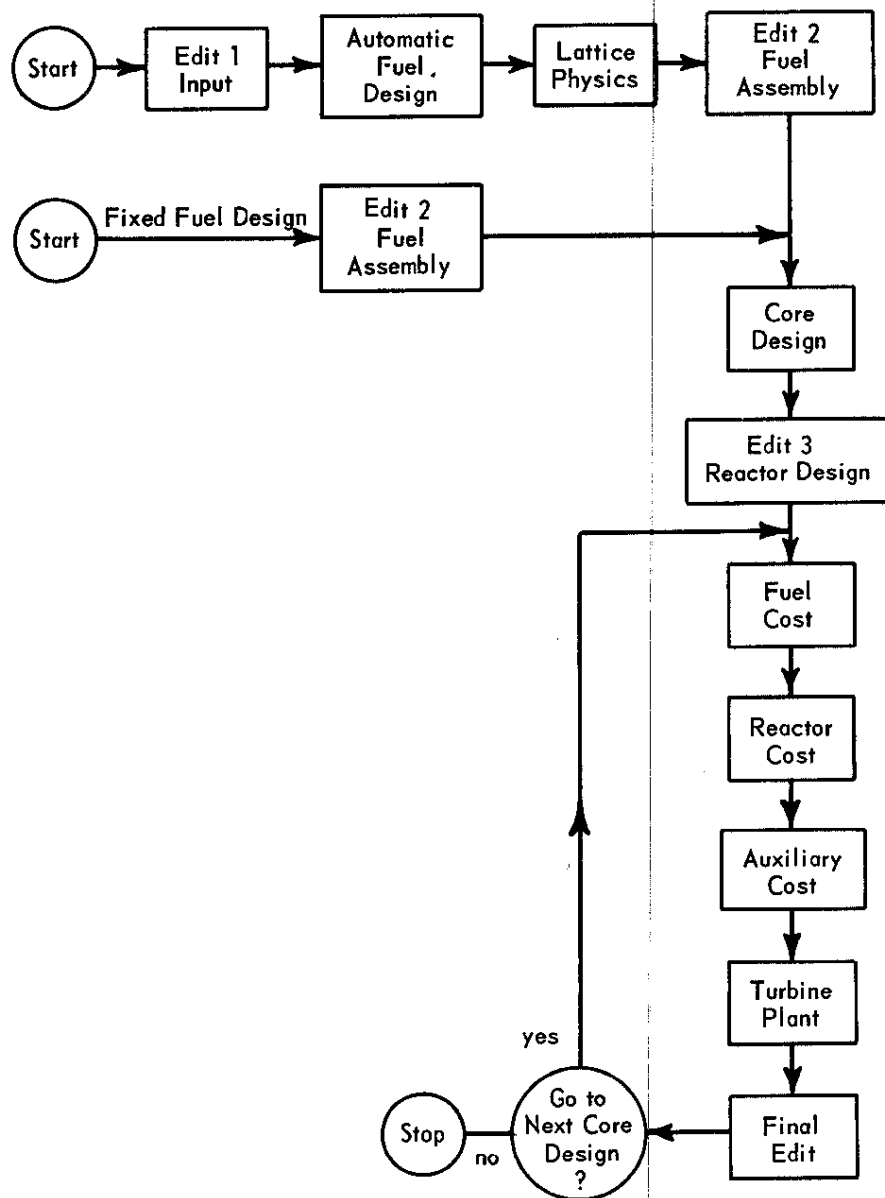 Start
Edit 1
Input
Automatic
Fuel
Design
Lattice
Physics
Edit 2
Fuel
Assembly
Start
Fixed Fuel Design
Edit 2
Fuel
Assembly
Core
Design
Edit 3
Reactor Design
Fuel
Cost
Reactor
Cost
Auxiliary
Cost
Turbine
Plant
yes
Go to
Next Core
Design
?
Stop
no
Final
Edit